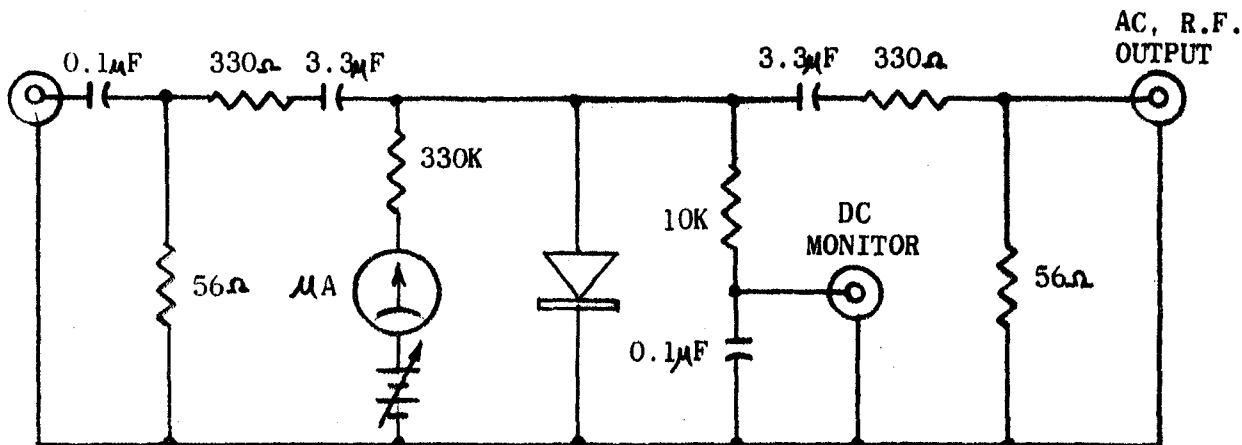 AC, R.F.
OUTPUT
0.1μF
330Ω
3.3μF
3.3μF
330Ω
330K
10K
DC
MONITOR
56Ω
μA
56Ω
0.1μF